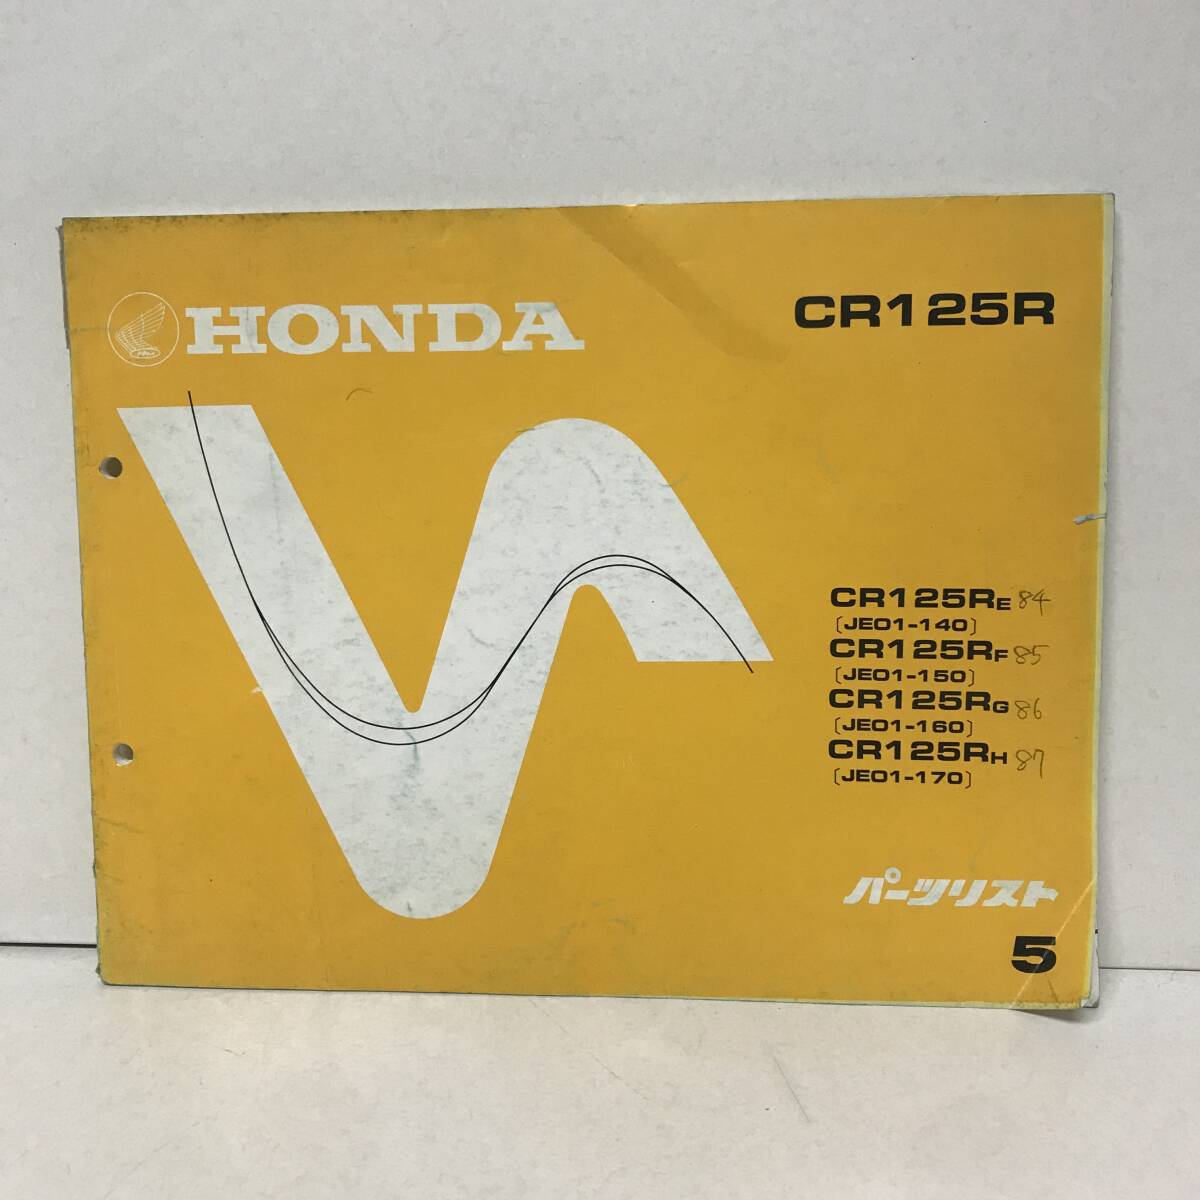 HONDA
CR125R
CR125RE '84
〔JE01-140〕
CR125RF '85
〔JE01-150〕
CR125RG '86
〔JE01-160〕
CR125RH '87
〔JE01-170〕
パーツリスト
5